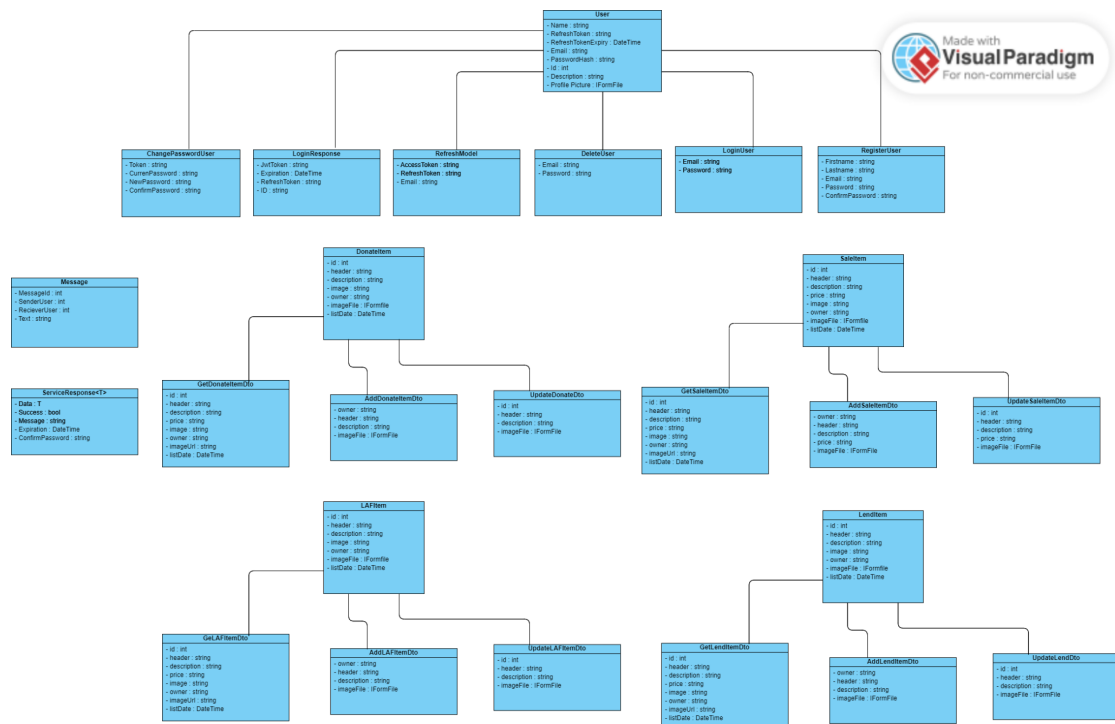 User
- Name : string
- RefreshToken : string
- RefreshTokenExpiry : DateTime
- Email : string
- PasswordHash : string
- Id : int
- Description : string
- Profile Picture : IFormFile
Made with
VisualParadigm
For non-commercial use
ChangePasswordUser
- Token : string
- CurrenPassword : string
- NewPassword : string
- ConfirmPassword : string
LoginResponse
- JwtToken : string
- Expiration : DateTime
- RefreshToken : string
- ID : string
RefreshModel
- AccessToken : string
- RefreshToken : string
- Email : string
DeleteUser
- Email : string
- Password : string
LoginUser
- Email : string
- Password : string
RegisterUser
- Firstname : string
- Lastname : string
- Email : string
- Password : string
- ConfirmPassword : string
Message
- MessageId : int
- SenderUser : int
- RecieverUser : int
- Text : string
DonateItem
- id : int
- header : string
- description : string
- image : string
- owner : string
- imageFile : IFormfile
- listDate : DateTime
SaleItem
- id : int
- header : string
- description : string
- price : string
- image : string
- owner : string
- imageFile : IFormfile
- listDate : DateTime
ServiceResponse<T>
- Data : T
- Success : bool
- Message : string
- Expiration : DateTime
- ConfirmPassword : string
GetDonateItemDto
- id : int
- header : string
- description : string
- price : string
- image : string
- owner : string
- imageUrl : string
- listDate : DateTime
AddDonateItemDto
- owner : string
- header : string
- description : string
- imageFile : IFormFile
UpdateDonateDto
- id : int
- header : string
- description : string
- imageFile : IFormFile
GetSaleItemDto
- id : int
- header : string
- description : string
- price : string
- image : string
- owner : string
- imageUrl : string
- listDate : DateTime
AddSaleItemDto
- owner : string
- header : string
- description : string
- price : string
- imageFile : IFormFile
UpdateSaleItemDto
- id : int
- header : string
- description : string
- price : string
- imageFile : IFormFile
LAFItem
- id : int
- header : string
- description : string
- image : string
- owner : string
- imageFile : IFormfile
- listDate : DateTime
LendItem
- id : int
- header : string
- description : string
- image : string
- owner : string
- imageFile : IFormfile
- listDate : DateTime
GeLAFItemDto
- id : int
- header : string
- description : string
- price : string
- image : string
- owner : string
- imageUrl : string
- listDate : DateTime
AddLAFItemDto
- owner : string
- header : string
- description : string
- imageFile : IFormFile
UpdateLAFItemDto
- id : int
- header : string
- description : string
- imageFile : IFormFile
GetLendItemDto
- id : int
- header : string
- description : string
- price : string
- image : string
- owner : string
- imageUrl : string
- listDate : DateTime
AddLendItemDto
- owner : string
- header : string
- description : string
- imageFile : IFormFile
UpdateLendDto
- id : int
- header : string
- description : string
- imageFile : IFormFile